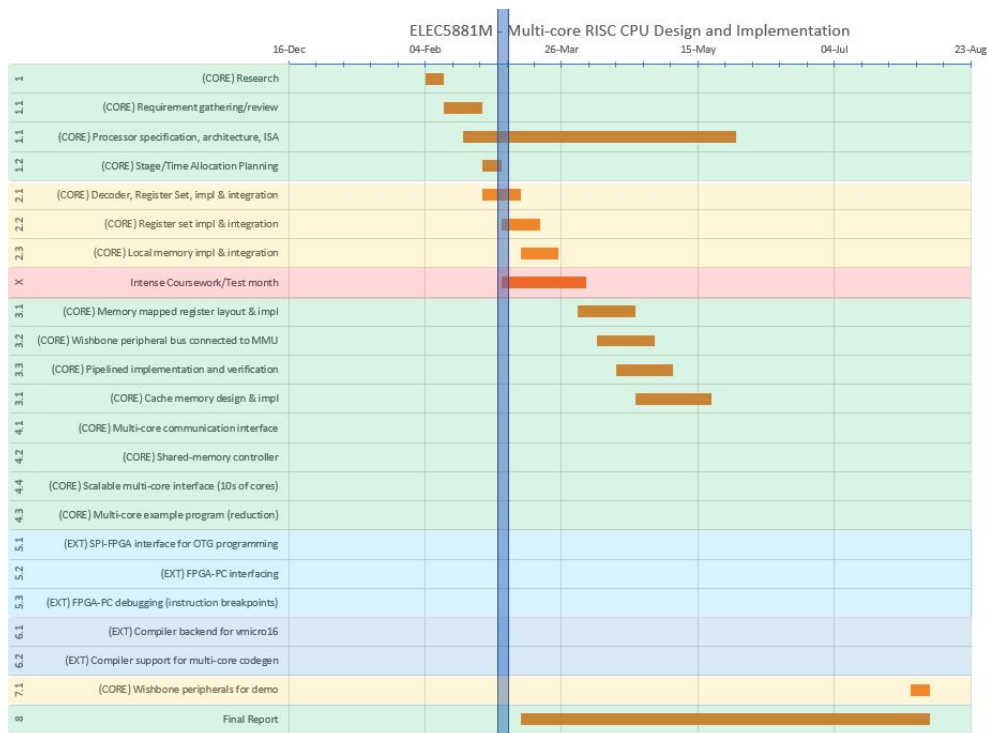 ELEC5881M - Multi-core RISC CPU Design and Implementation
16-Dec 04-Feb 26-Mar 15-May 04-Jul 23-Aug
1 (CORE) Research
1.1 (CORE) Requirement gathering/review
1.1 (CORE) Processor specification, architecture, ISA
1.2 (CORE) Stage/Time Allocation Planning
2.1 (CORE) Decoder, Register Set, impl & integration
2.2 (CORE) Register set impl & integration
2.3 (CORE) Local memory impl & integration
X Intense Coursework/Test month
3.1 (CORE) Memory mapped register layout & impl
3.2 (CORE) Wishbone peripheral bus connected to MMU
3.3 (CORE) Pipelined implementation and verification
3.1 (CORE) Cache memory design & impl
4.1 (CORE) Multi-core communication interface
4.2 (CORE) Shared-memory controller
4.4 (CORE) Scalable multi-core interface (10s of cores)
4.3 (CORE) Multi-core example program (reduction)
5.1 (EXT) SPI-FPGA interface for OTG programming
5.2 (EXT) FPGA-PC interfacing
5.3 (EXT) FPGA-PC debugging (instruction breakpoints)
6.1 (EXT) Compiler backend for vmicro16
6.2 (EXT) Compiler support for multi-core codegen
7.1 (CORE) Wishbone peripherals for demo
8 Final Report